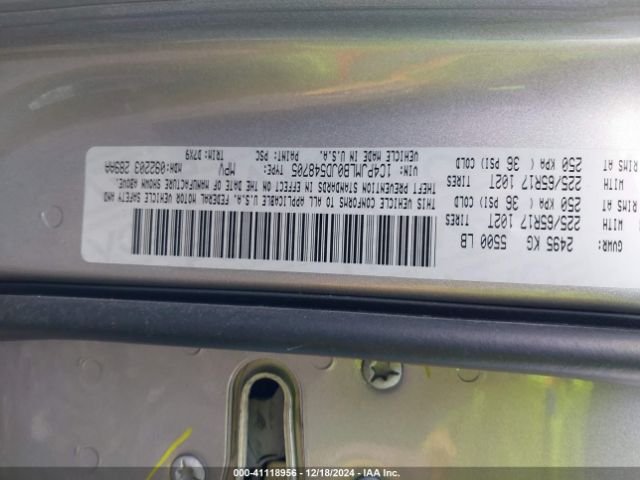 GVWR: 2495 KG 5500 LB
WITH 225/65R17 102T TIRES
RIMS AT 250 KPA ( 36 PSI) COLD
WITH 225/65R17 102T TIRES
RIMS AT 250 KPA ( 36 PSI) COLD
THIS VEHICLE CONFORMS TO ALL APPLICABLE FEDERAL MOTOR VEHICLE SAFETY AND
THEFT PREVENTION STANDARDS IN EFFECT ON THE DATE OF MANUFACTURE SHOWN ABOVE.
VIN: 1C4PJMLB0JD548705 TYPE: MPV MDH:092203 289AA
VEHICLE MADE IN U.S.A. PAINT: PSC TRIM: D7X9
000-41118956 • 12/18/2024 • IAA Inc.